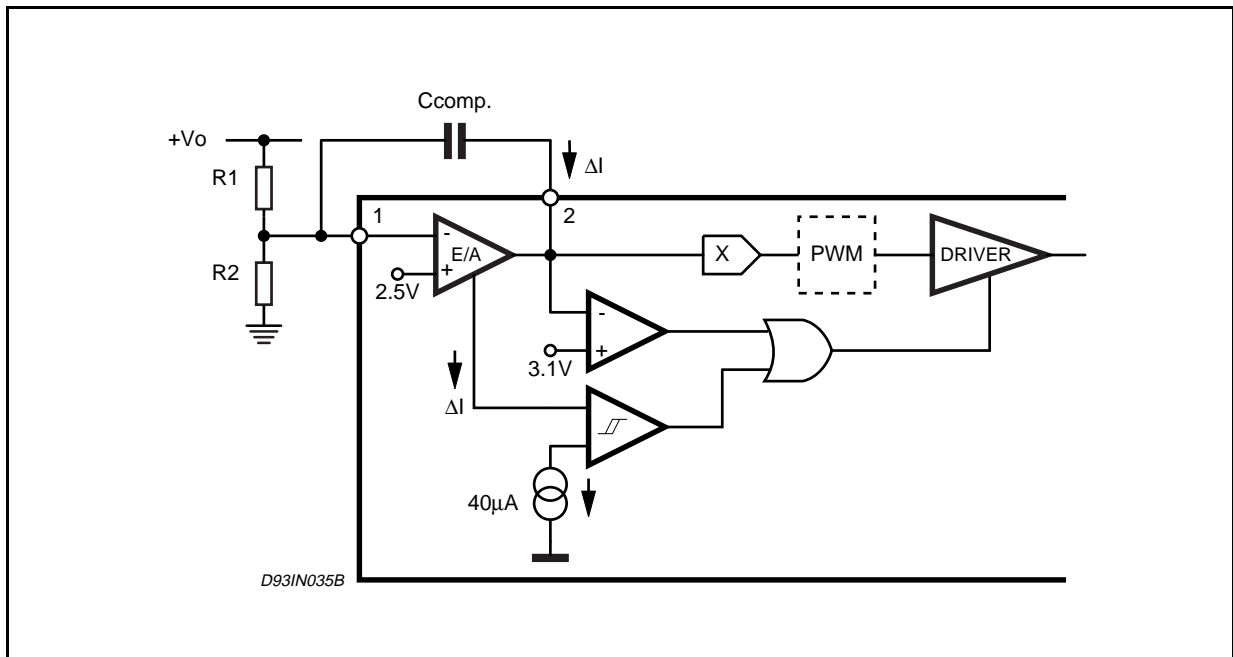 Ccomp.
+Vo
ΔI
R1
1
2
-
E/A
X
PWM
DRIVER
+
R2
2.5V
-
+
3.1V
ΔI
40µA
D93IN035B